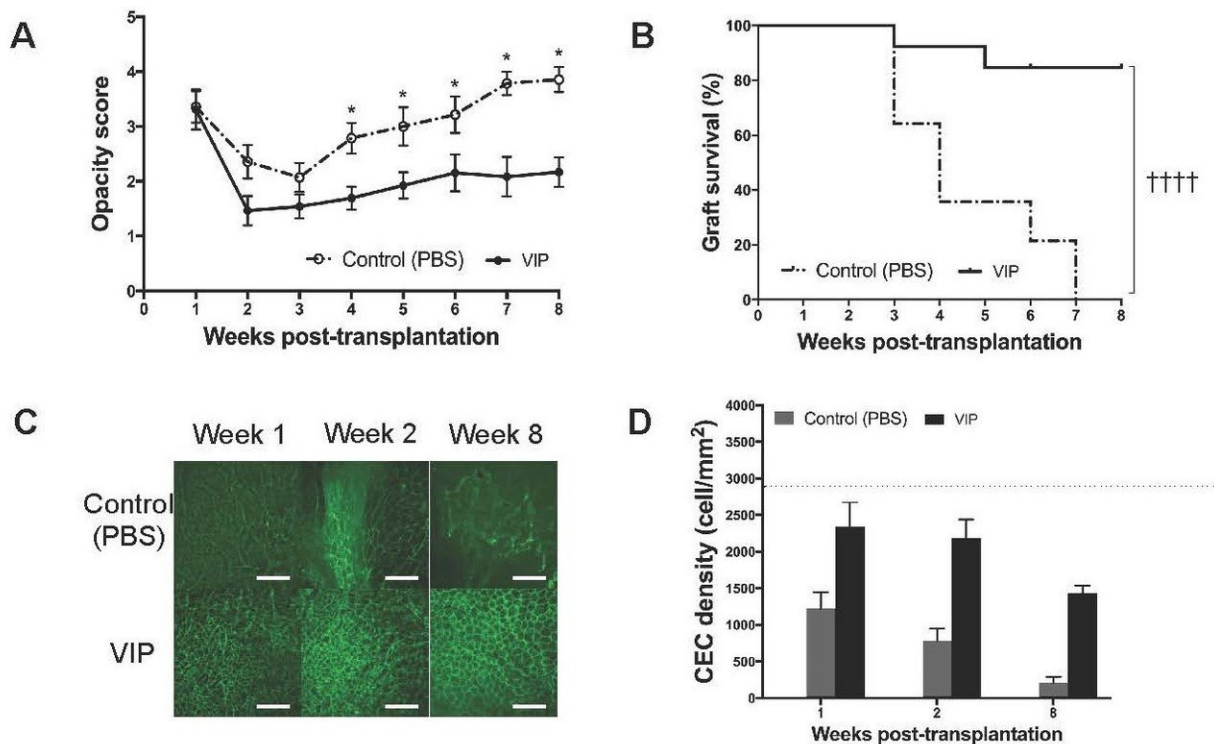 A
Opacity score
5
4
3
2
1
0
* * * * *
Control (PBS) VIP
0 1 2 3 4 5 6 7 8
Weeks post-transplantation
B
Graft survival (%)
100
80
60
40
20
0
Control (PBS) VIP
††††
0 1 2 3 4 5 6 7 8
Weeks post-transplantation
C
Week 1 Week 2 Week 8
Control
(PBS)
VIP
D
CEC density (cell/mm²)
4000
3500
3000
2500
2000
1500
1000
500
0
Control (PBS) VIP
1 2 8
Weeks post-transplantation